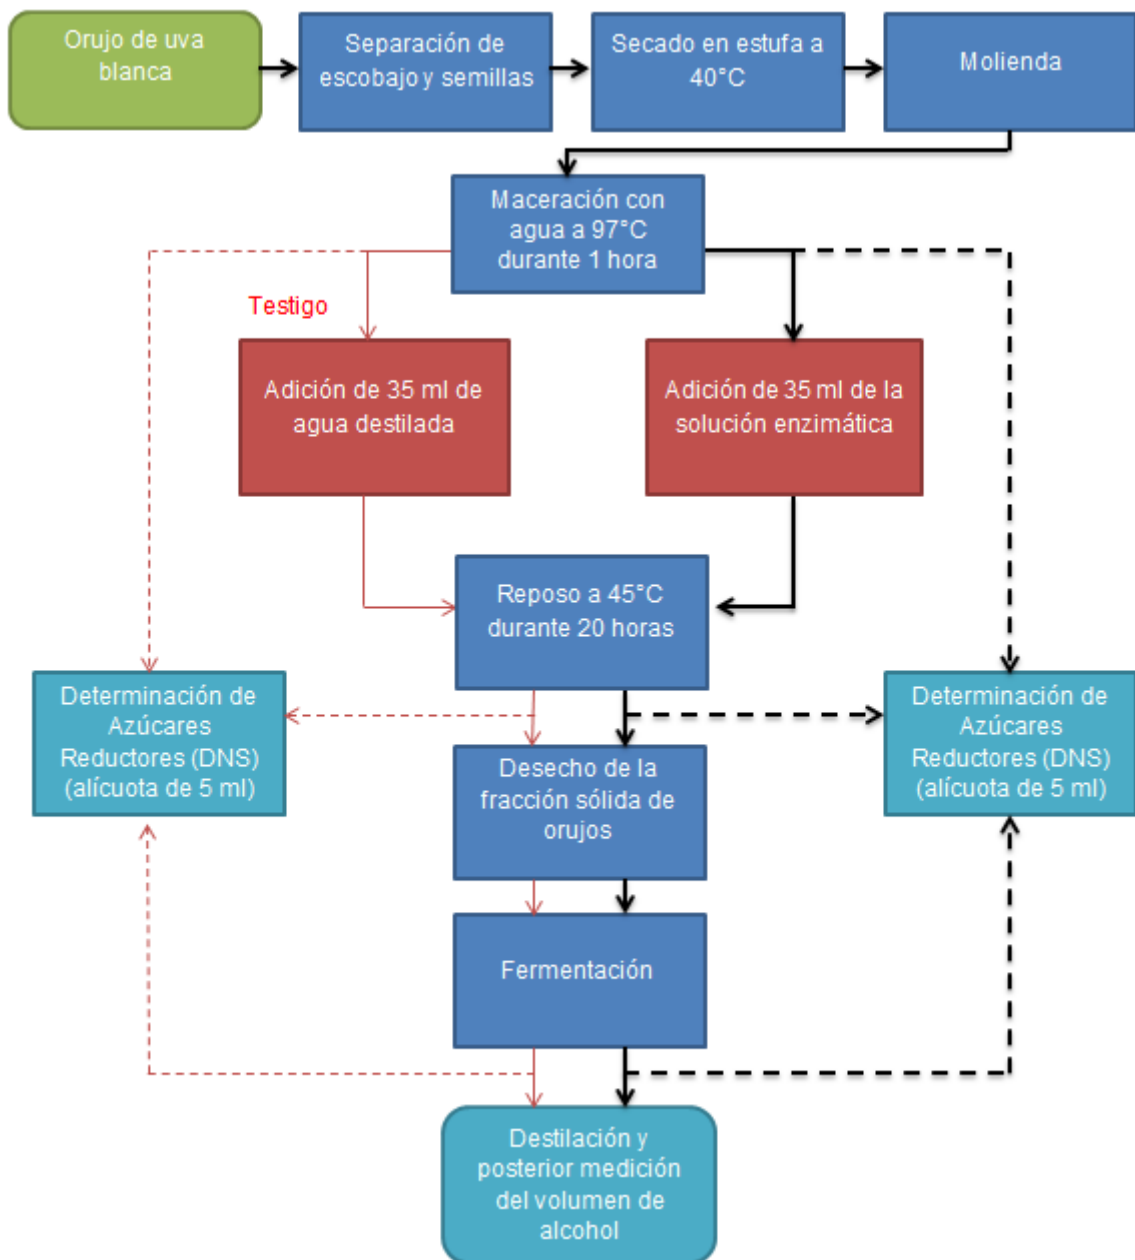 Orujo de uva
blanca
Separación de
escobajo y semillas
Secado en estufa a
40°C
Molienda
Maceración con
agua a 97°C
durante 1 hora
Testigo
Adición de 35 ml de
agua destilada
Adición de 35 ml de la
solución enzimática
Reposo a 45°C
durante 20 horas
Determinación de
Azúcares
Reductores (DNS)
(alícuota de 5 ml)
Determinación de
Azúcares
Reductores (DNS)
(alícuota de 5 ml)
Desecho de la
fracción sólida de
orujos
Fermentación
Destilación y
posterior medición
del volumen de
alcohol